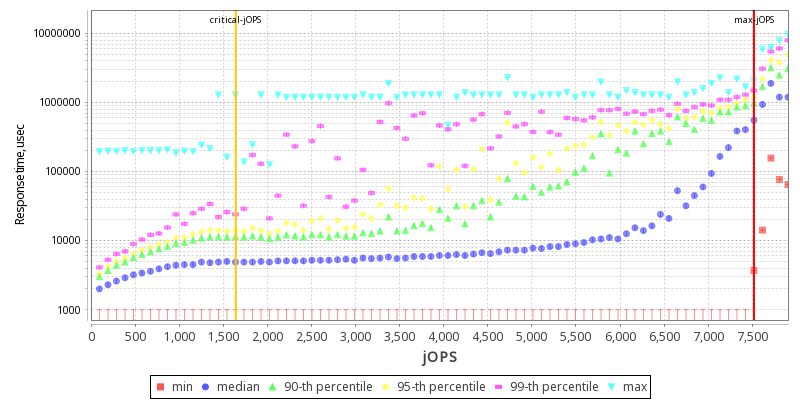 critical-jOPS max-jOPS
10000000
1000000
100000
10000
1000
Response time, usec
0 500 1,000 1,500 2,000 2,500 3,000 3,500 4,000 4,500 5,000 5,500 6,000 6,500 7,000 7,500
jOPS
min median 90-th percentile 95-th percentile 99-th percentile max